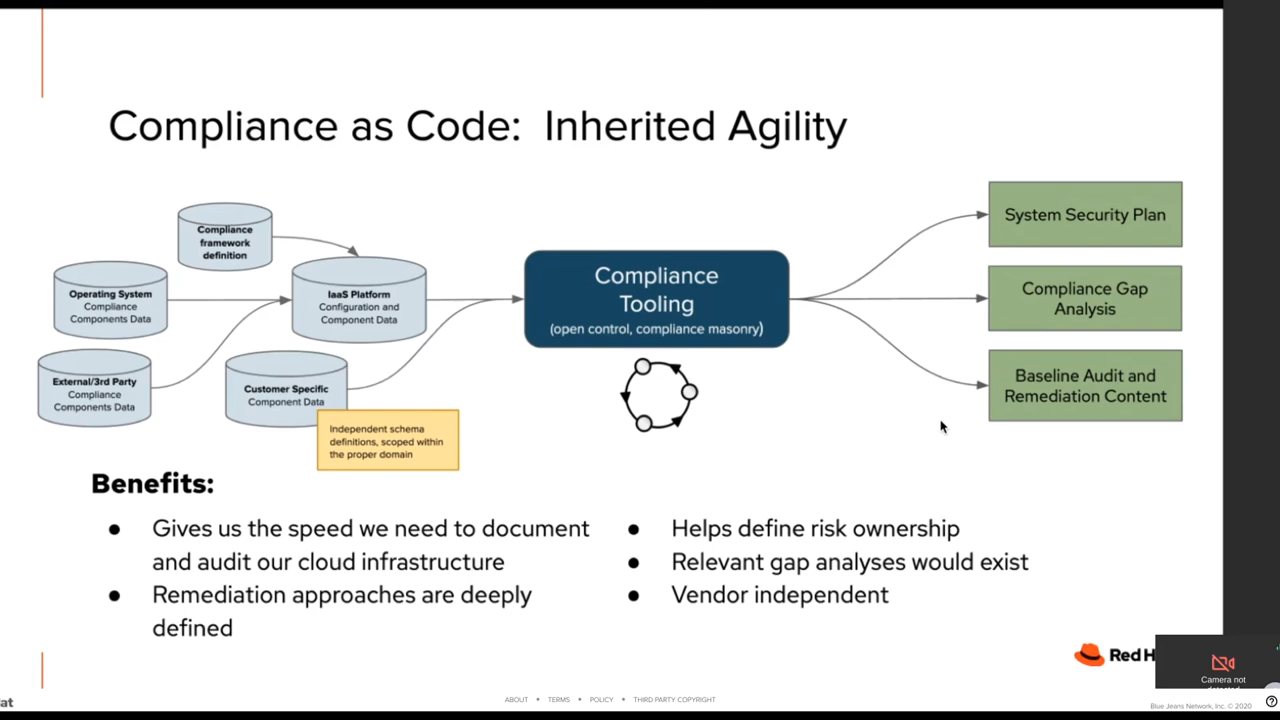 Compliance as Code: Inherited Agility
Compliance
framework
definition
Operating System
Compliance
Components Data
IaaS Platform
Configuration and
Component Data
External/3rd Party
Compliance
Components Data
Customer Specific
Component Data
Independent schema
definitions, scoped within
the proper domain
Compliance
Tooling
(open control, compliance masonry)
System Security Plan
Compliance Gap
Analysis
Baseline Audit and
Remediation Content
Benefits:
● Gives us the speed we need to document
and audit our cloud infrastructure
● Remediation approaches are deeply
defined
● Helps define risk ownership
● Relevant gap analyses would exist
● Vendor independent
Red H
Camera not
at
ABOUT • TERMS • POLICY • THIRD PARTY COPYRIGHT
Blue Jeans Network, Inc. © 2020